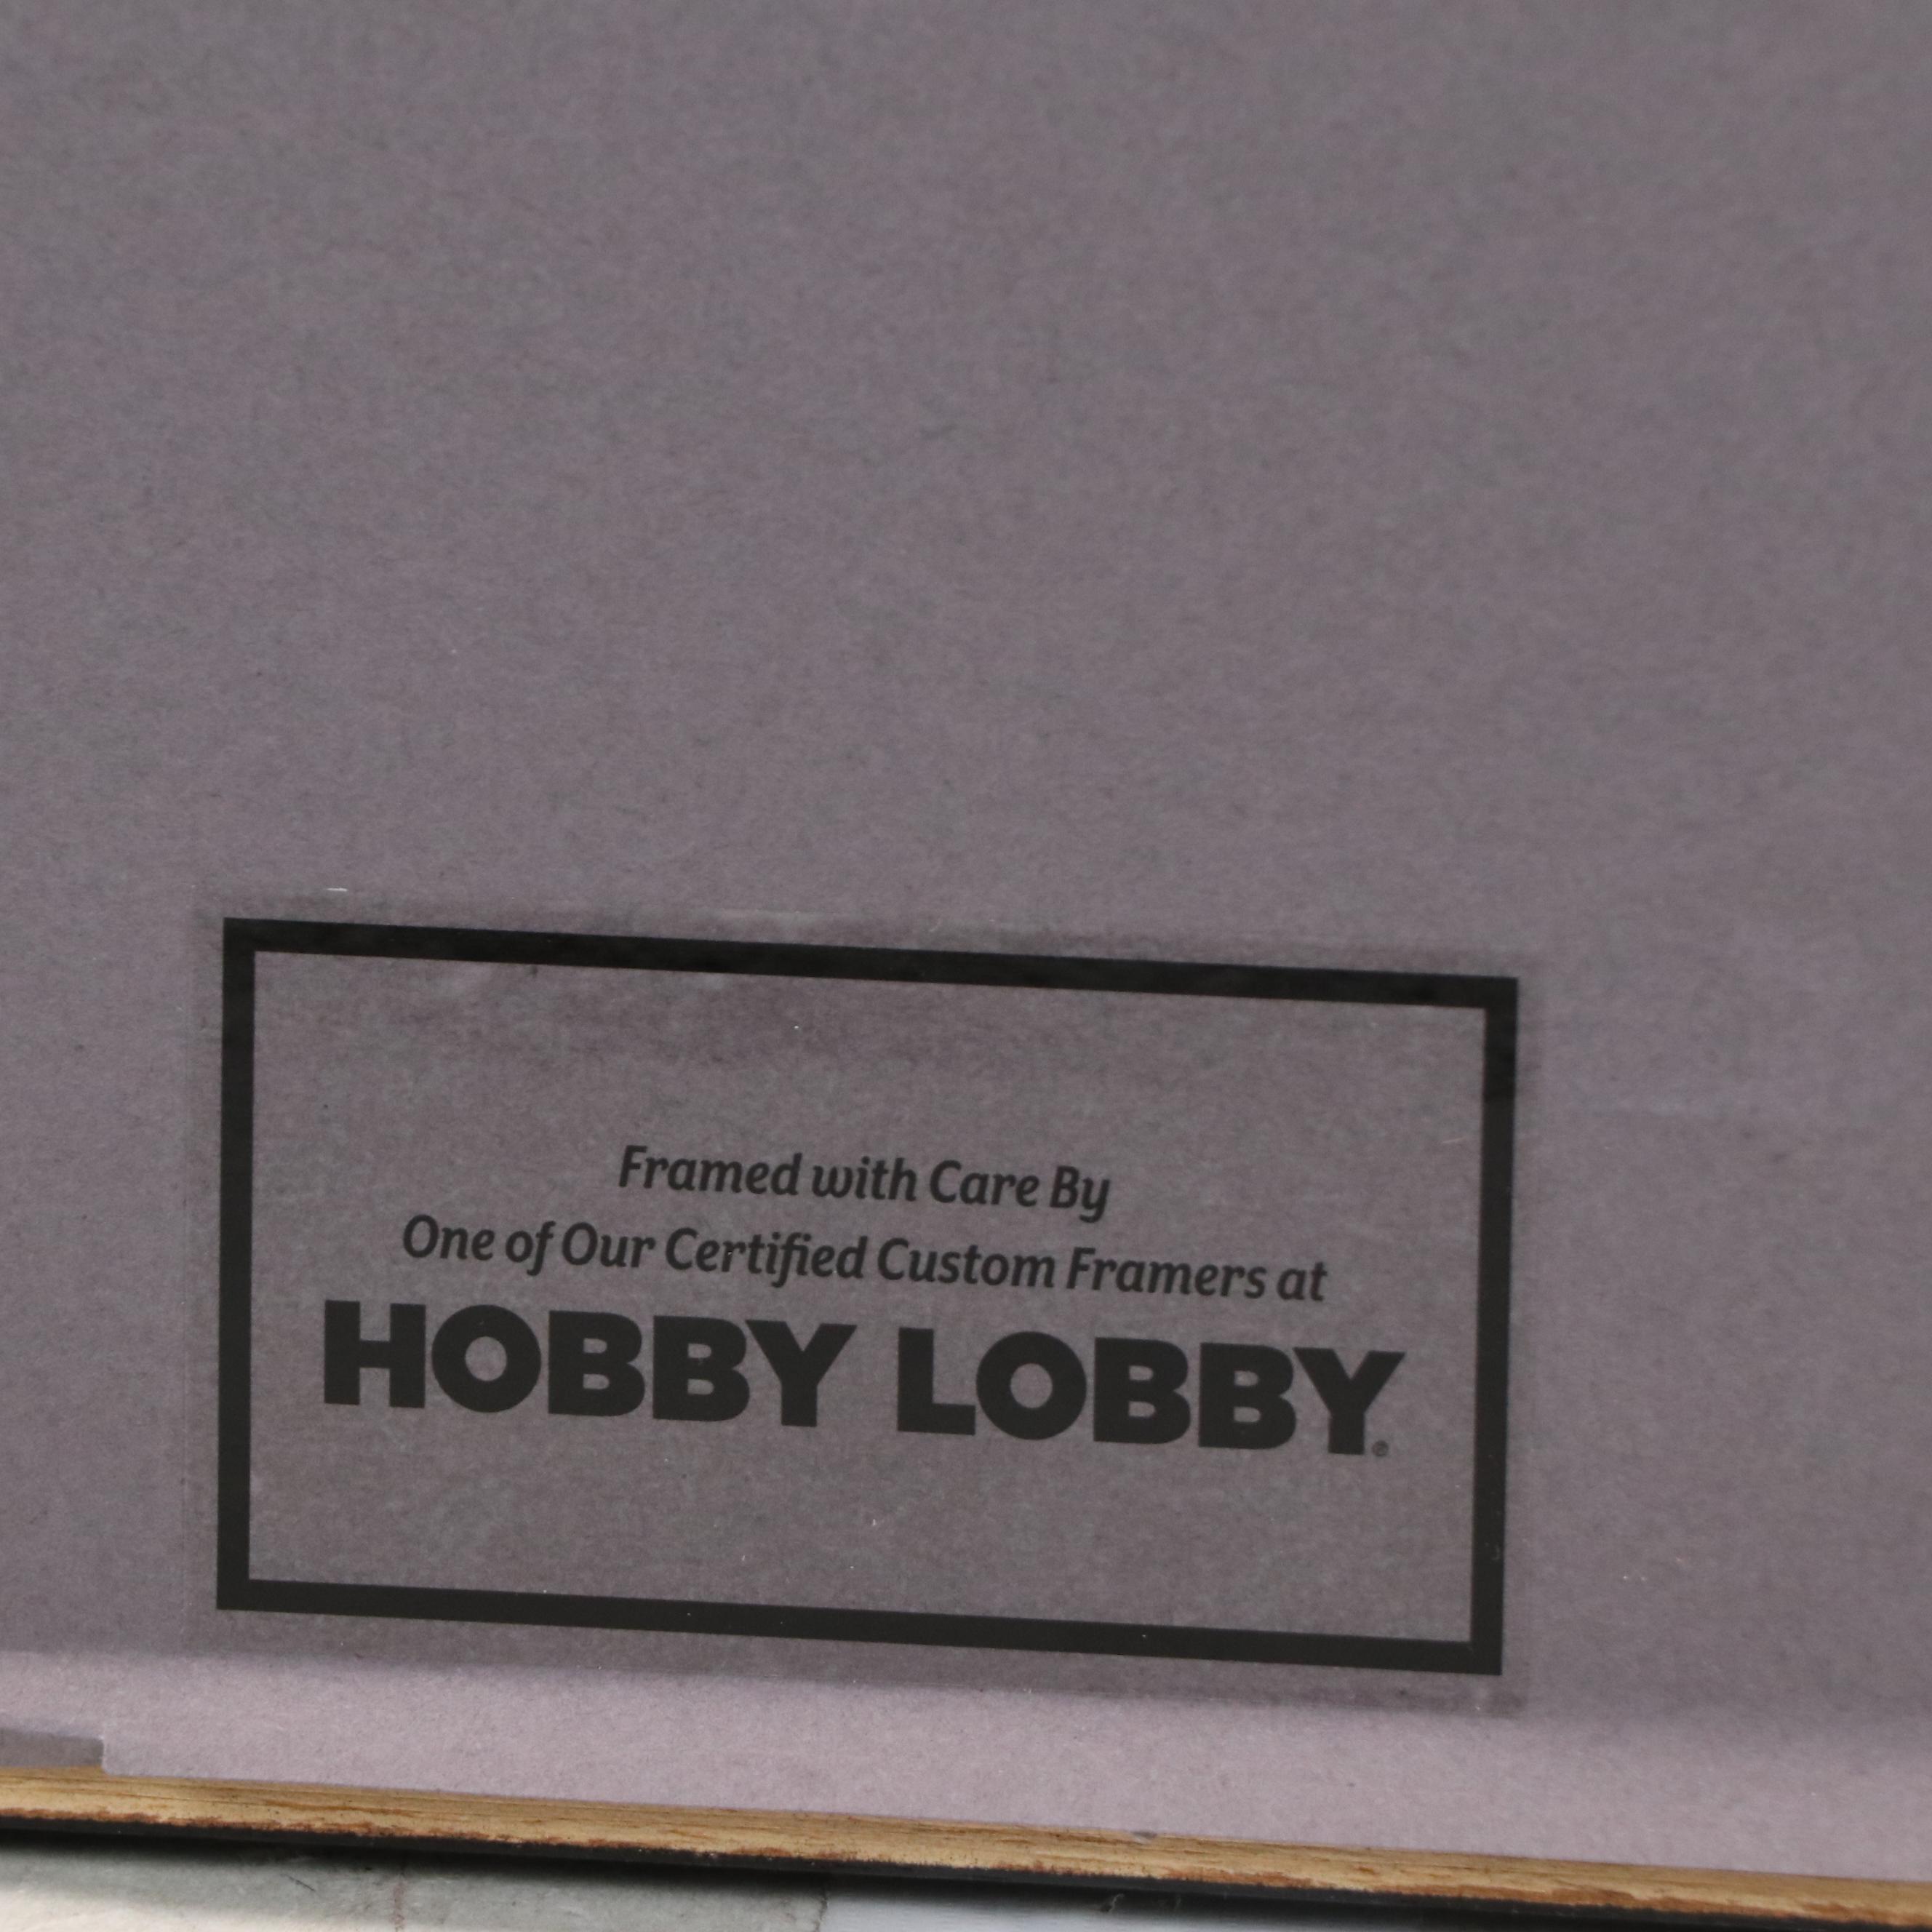 Framed with Care By
One of Our Certified Custom Framers at
HOBBY LOBBY®